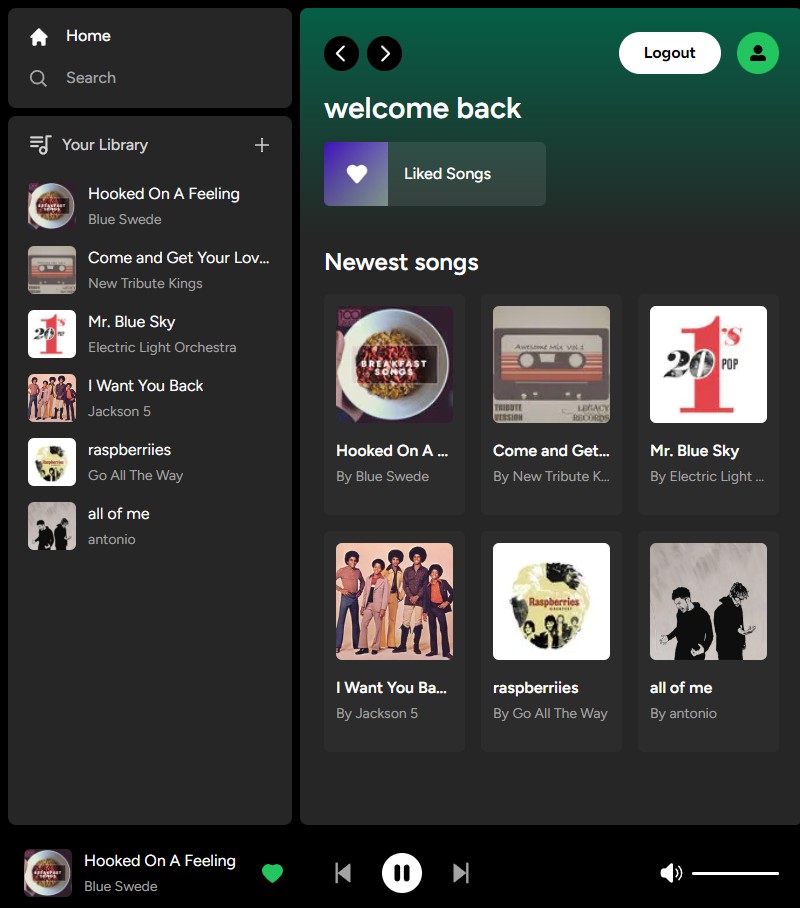 Home
Search
Your Library
Hooked On A Feeling
Blue Swede
Come and Get Your Lov...
New Tribute Kings
Mr. Blue Sky
Electric Light Orchestra
I Want You Back
Jackson 5
raspberriies
Go All The Way
all of me
antonio
Logout
welcome back
Liked Songs
Newest songs
100
BREAKFAST
SONGS
Awesome Mix Vol.1
TRIBUTE
VERSION
LEGACY
RECORDS
1's
20
POP
Hooked On A ...
By Blue Swede
Come and Get...
By New Tribute K...
Mr. Blue Sky
By Electric Light ...
Raspberries
I Want You Ba...
By Jackson 5
raspberriies
By Go All The Way
all of me
By antonio
Hooked On A Feeling
Blue Swede